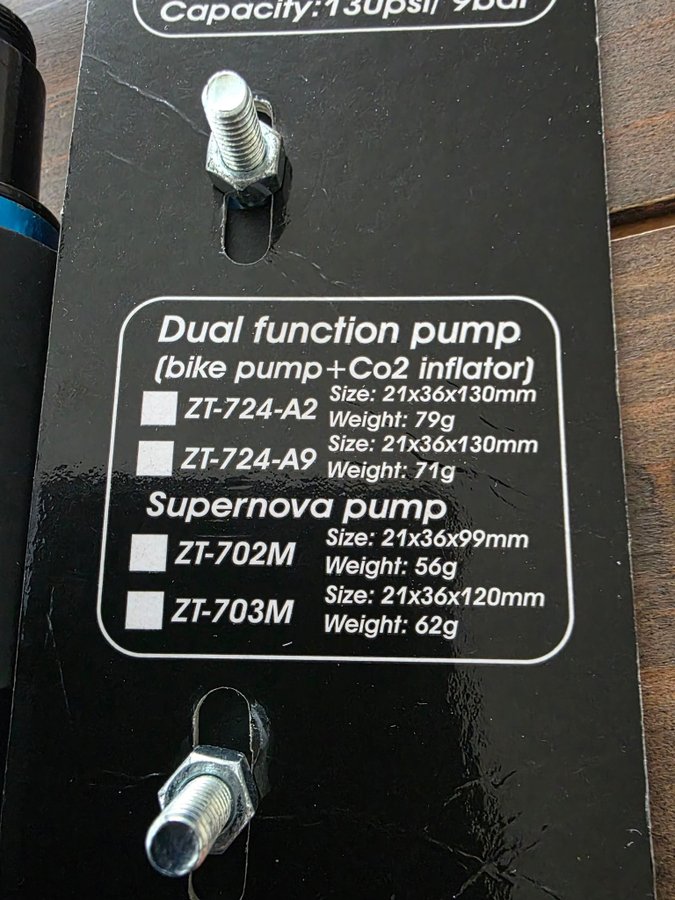 Capacity:130psi/ 9bar
Dual function pump
(bike pump+Co2 inflator)
ZT-724-A2 Size: 21x36x130mm
Weight: 79g
ZT-724-A9 Size: 21x36x130mm
Weight: 71g
Supernova pump
ZT-702M Size: 21x36x99mm
Weight: 56g
ZT-703M Size: 21x36x120mm
Weight: 62g